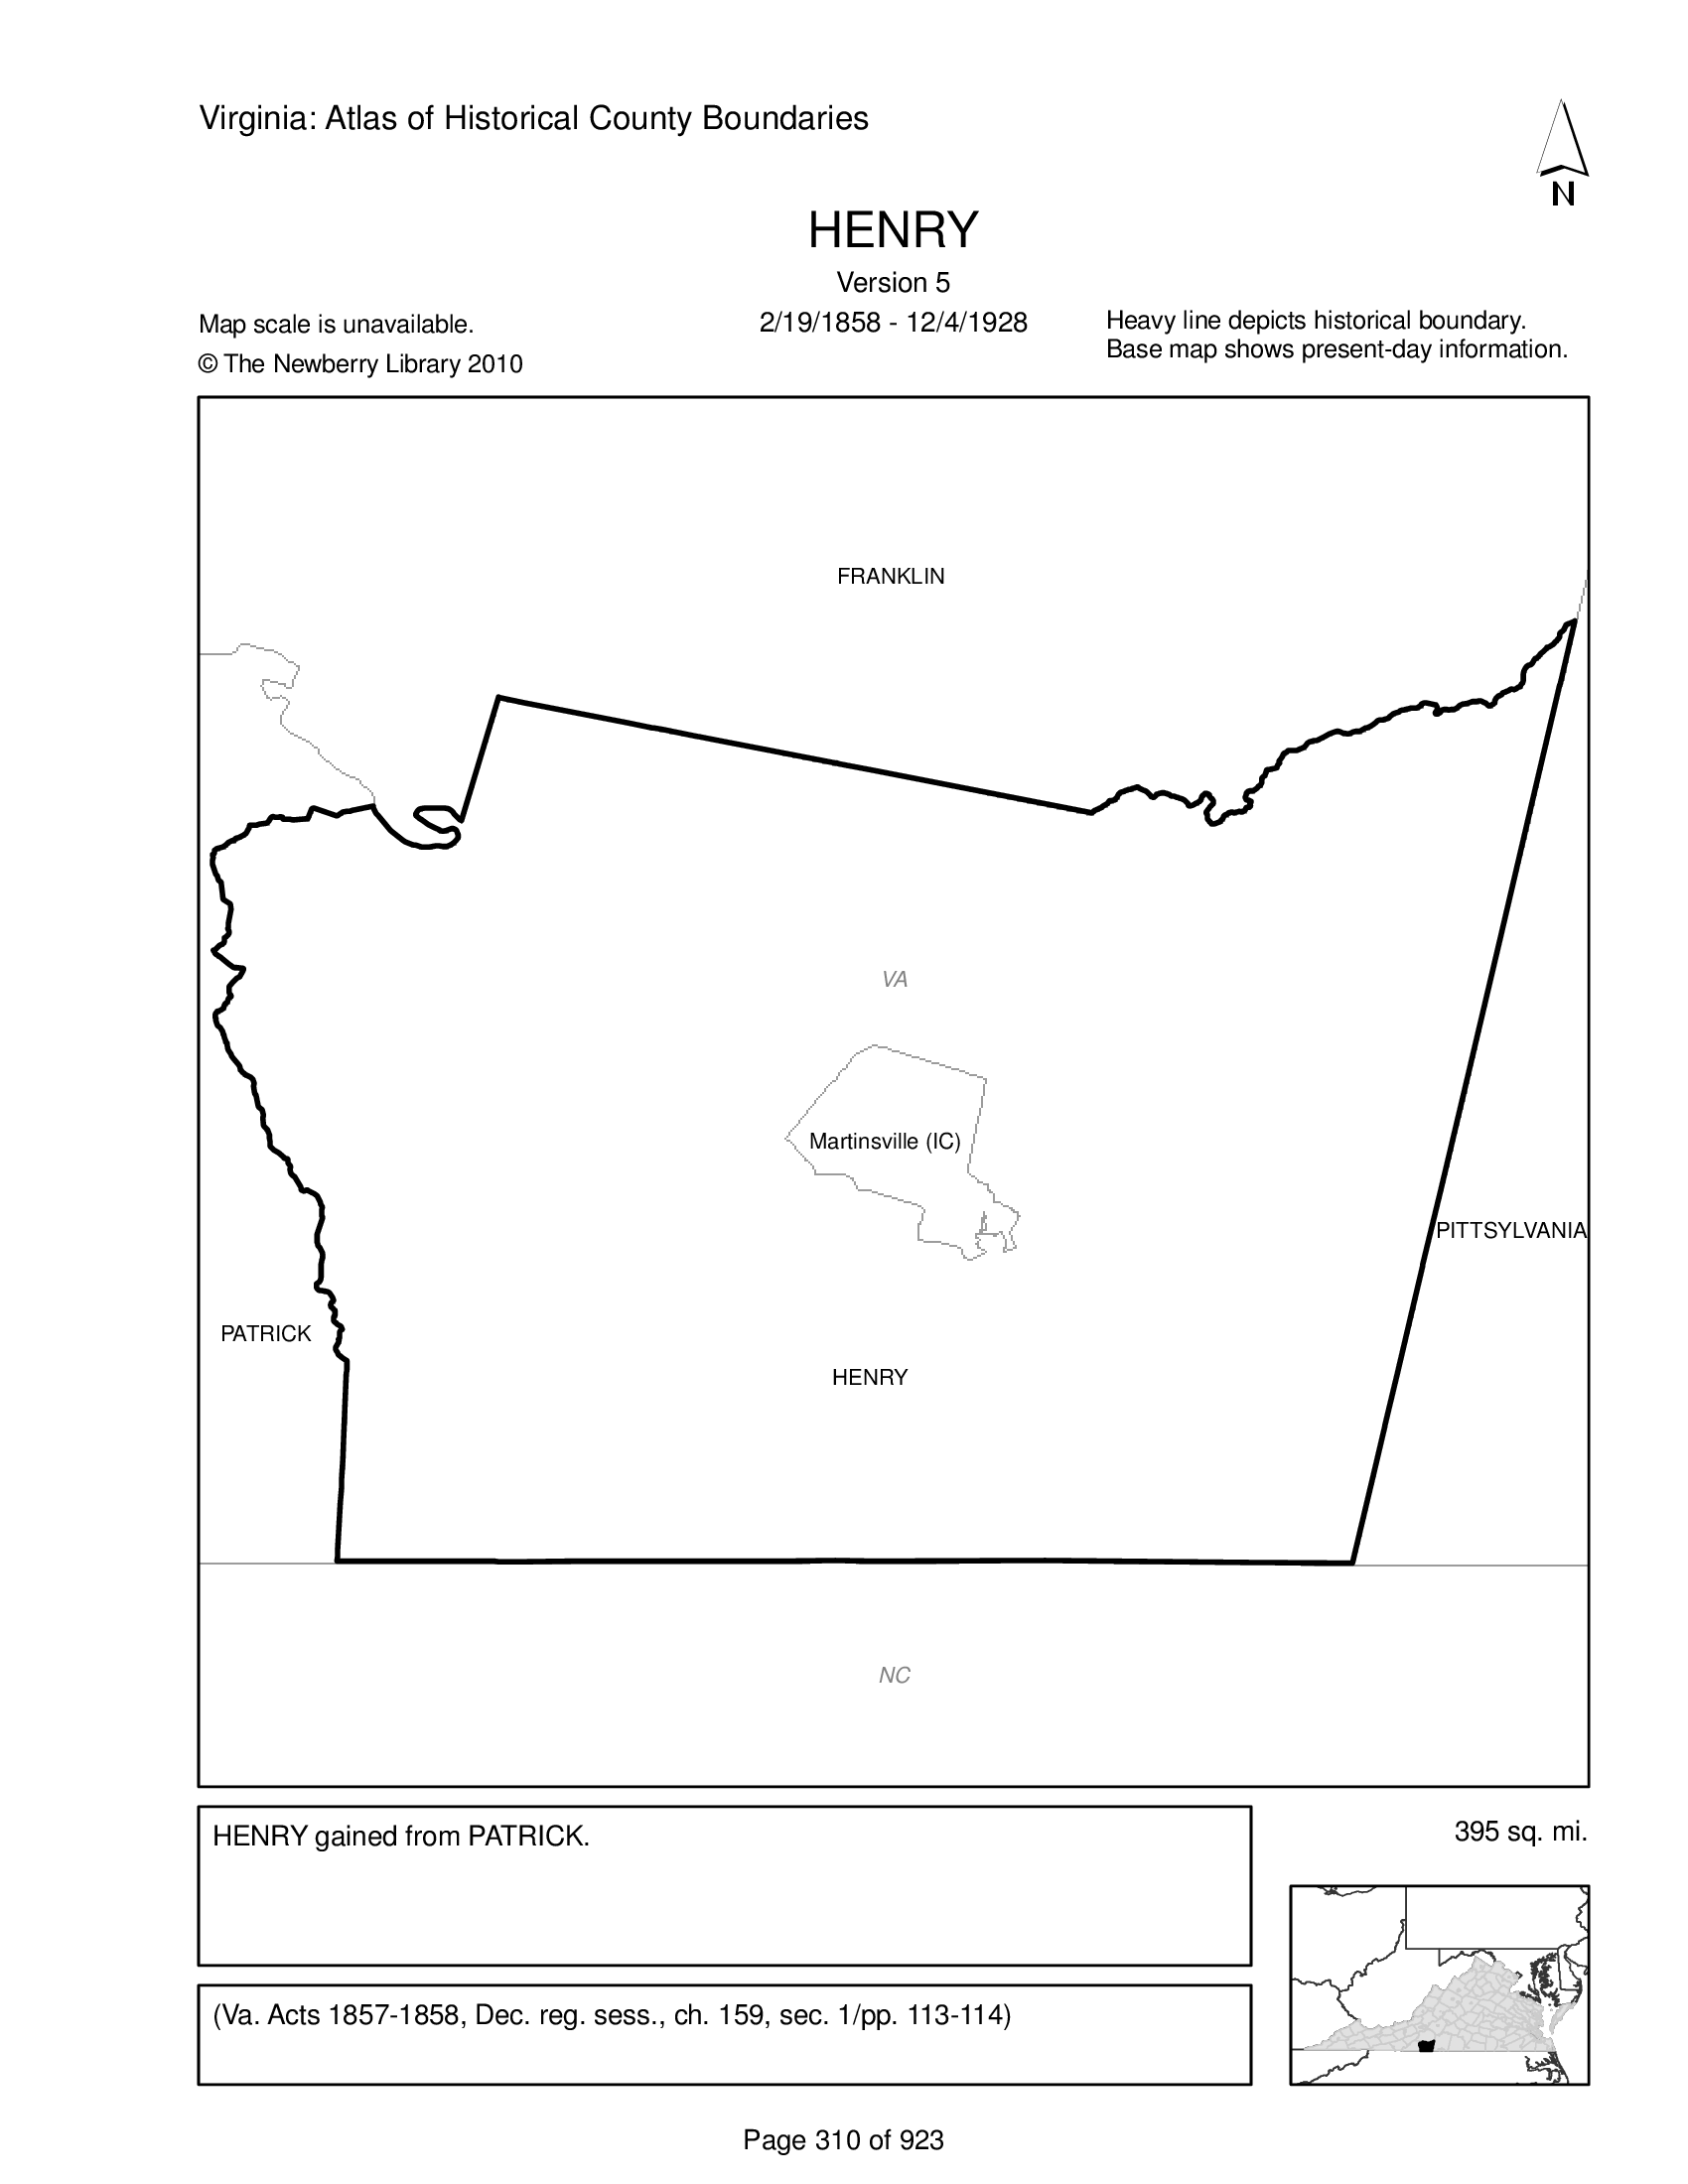 Virginia: Atlas of Historical County Boundaries
N
HENRY
Version 5
2/19/1858 - 12/4/1928
Map scale is unavailable.
© The Newberry Library 2010
Heavy line depicts historical boundary.
Base map shows present-day information.
FRANKLIN
VA
Martinsville (IC)
PITTSYLVANIA
PATRICK
HENRY
NC
HENRY gained from PATRICK.
395 sq. mi.
(Va. Acts 1857-1858, Dec. reg. sess., ch. 159, sec. 1/pp. 113-114)
Page 310 of 923